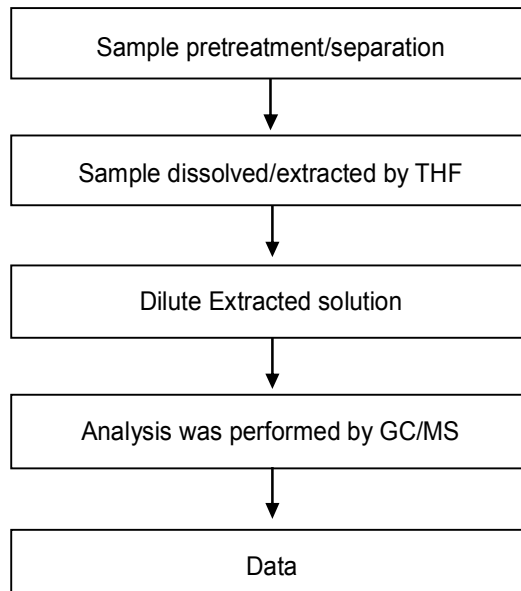 Sample pretreatment/separation
Sample dissolved/extracted by THF
Dilute Extracted solution
Analysis was performed by GC/MS
Data